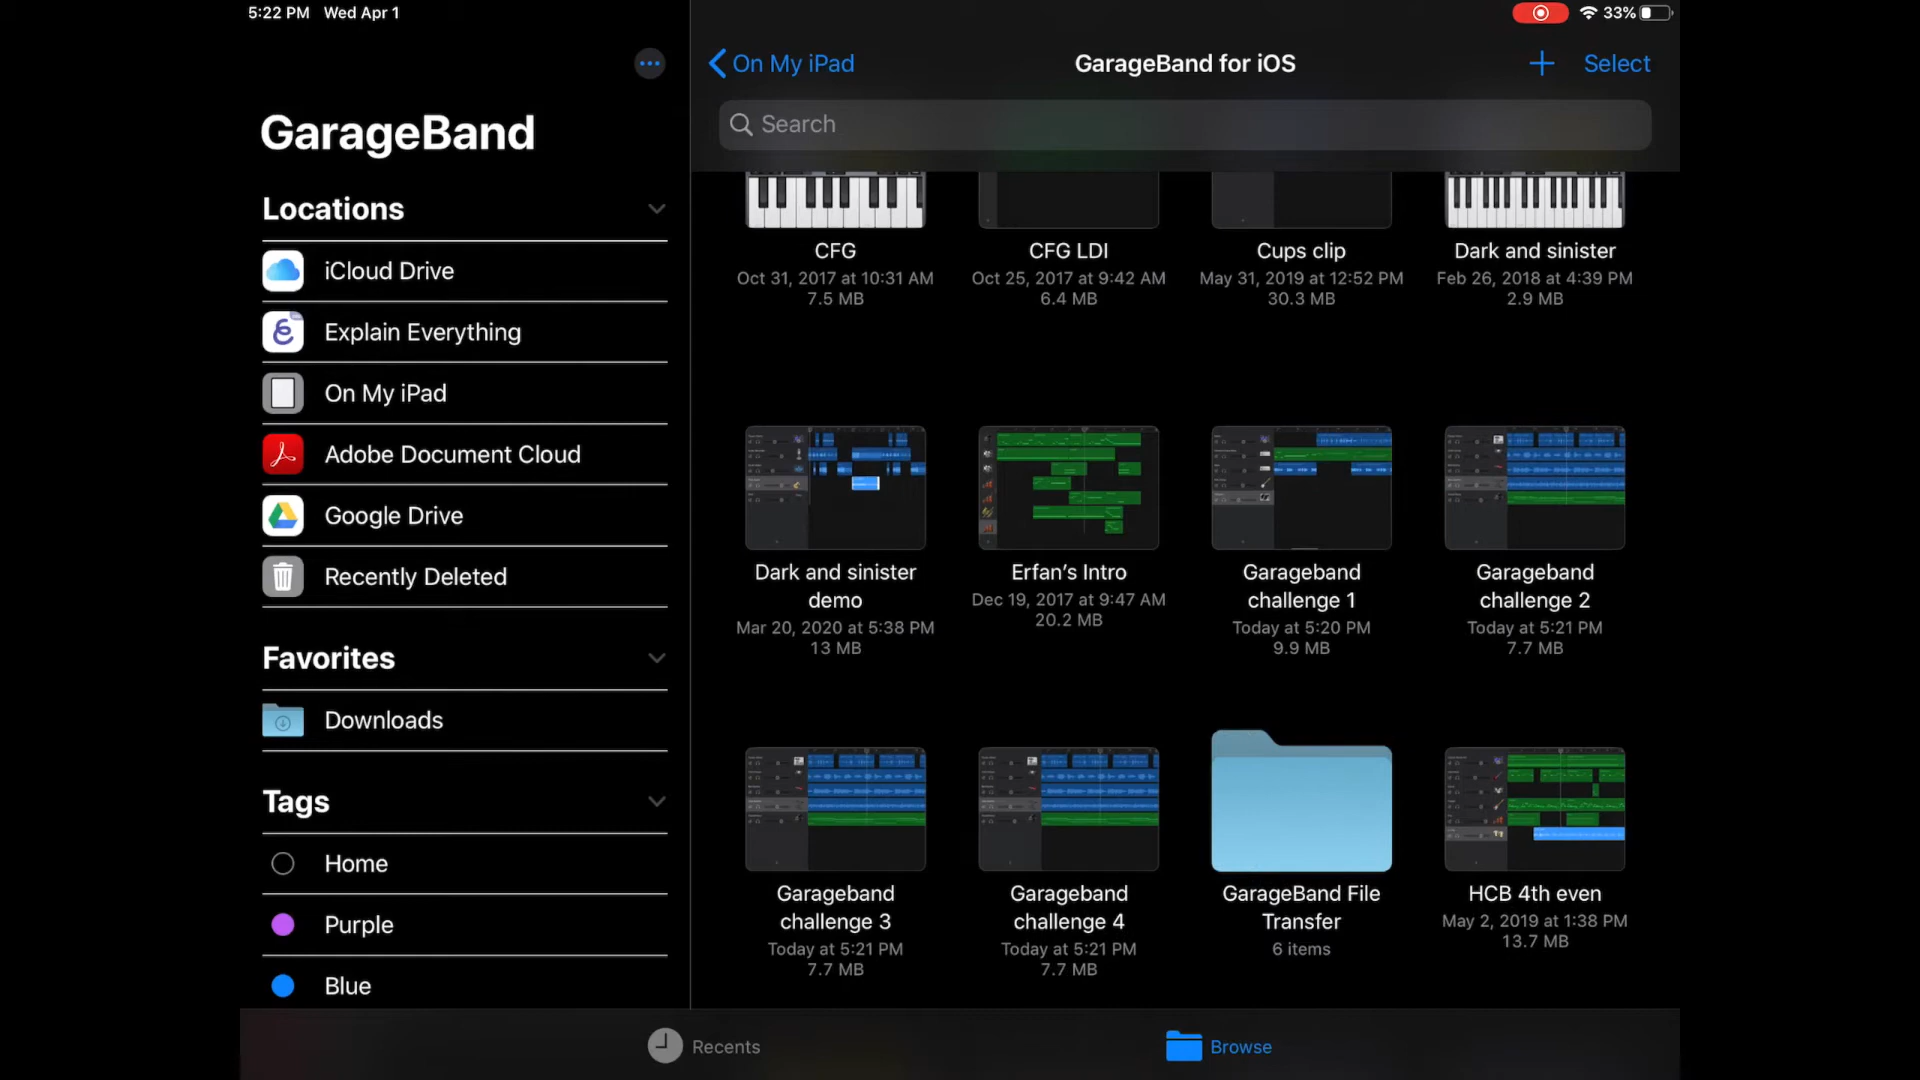 5:22 PM Wed Apr 1
33%
GarageBand
Locations
iCloud Drive
Explain Everything
On My iPad
Adobe Document Cloud
Google Drive
Recently Deleted
Favorites
Downloads
Tags
Home
Purple
Blue
On My iPad
GarageBand for iOS
Select
Search
CFG
Oct 31, 2017 at 10:31 AM
7.5 MB
CFG LDI
Oct 25, 2017 at 9:42 AM
6.4 MB
Cups clip
May 31, 2019 at 12:52 PM
30.3 MB
Dark and sinister
Feb 26, 2018 at 4:39 PM
2.9 MB
Dark and sinister
demo
Mar 20, 2020 at 5:38 PM
13 MB
Erfan’s Intro
Dec 19, 2017 at 9:47 AM
20.2 MB
Garageband
challenge 1
Today at 5:20 PM
9.9 MB
Garageband
challenge 2
Today at 5:21 PM
7.7 MB
Garageband
challenge 3
Today at 5:21 PM
7.7 MB
Garageband
challenge 4
Today at 5:21 PM
7.7 MB
GarageBand File
Transfer
6 items
HCB 4th even
May 2, 2019 at 1:38 PM
13.7 MB
Recents
Browse